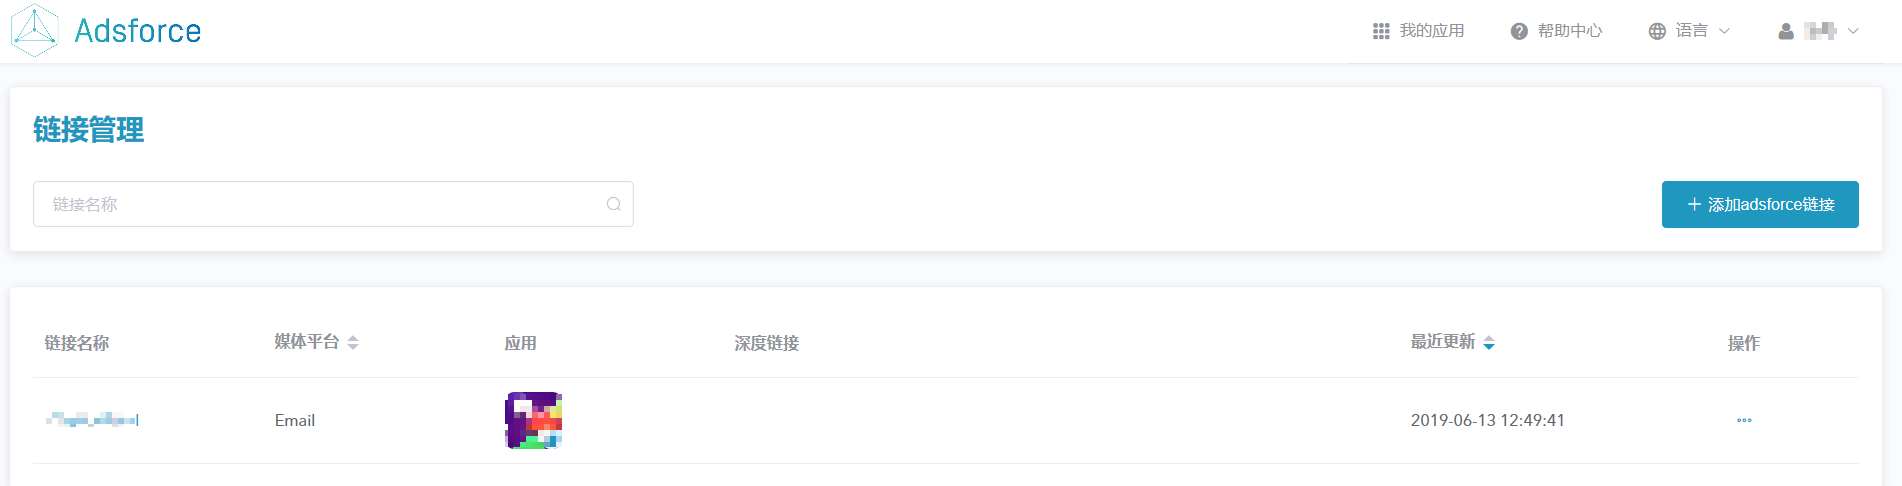 Adsforce
我的应用
帮助中心
语言
链接管理
链接名称
添加adsforce链接
链接名称 媒体平台 应用 深度链接 最近更新 操作
Email 2019-06-13 12:49:41